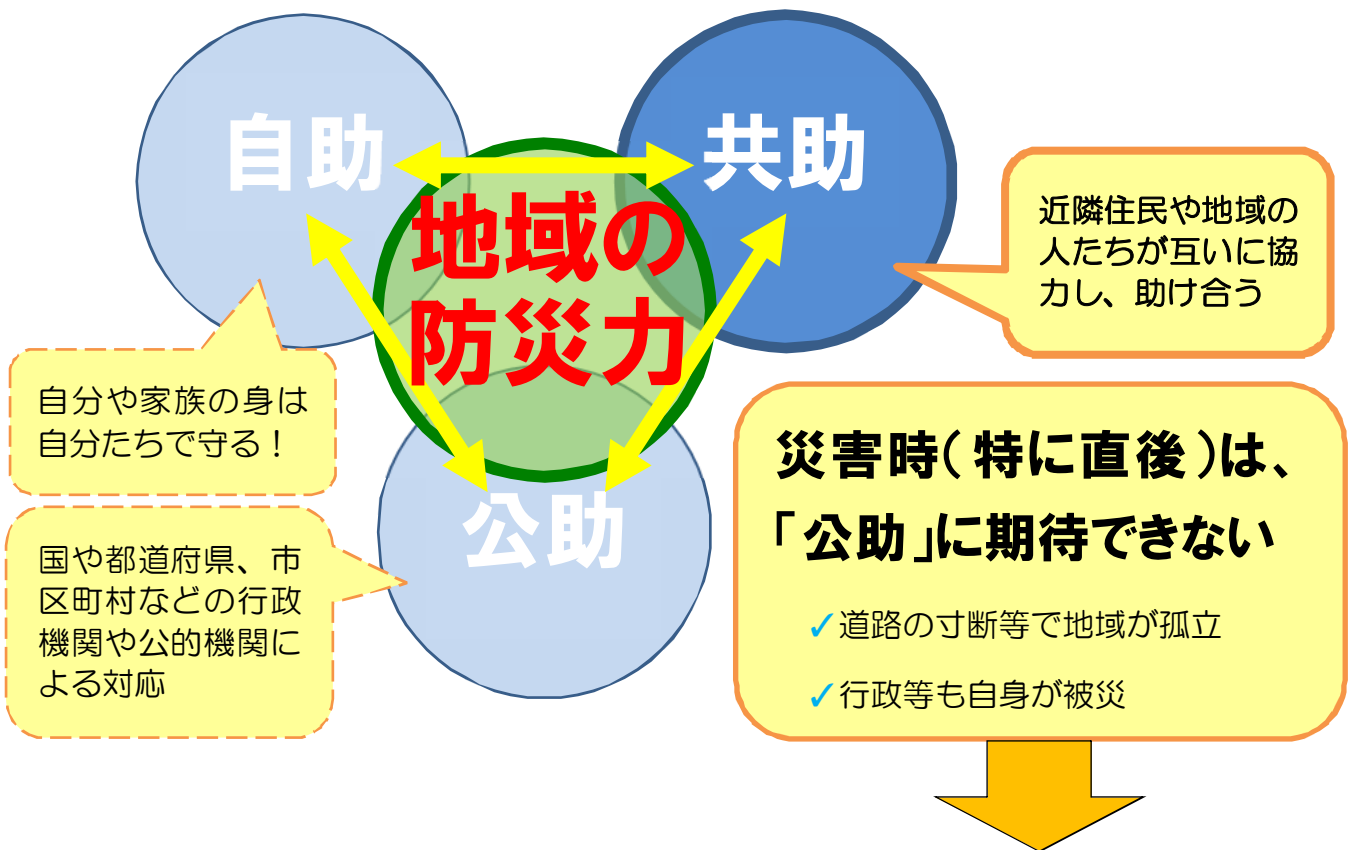 自助
共助
地域の
防災力
公助
近隣住民や地域の
人たちが互いに協
力し、助け合う
自分や家族の身は
自分たちで守る！
国や都道府県、市
区町村などの行政
機関や公的機関に
よる対応
災害時(特に直後)は、
「公助」に期待できない
✓道路の寸断等で地域が孤立
✓行政等も自身が被災